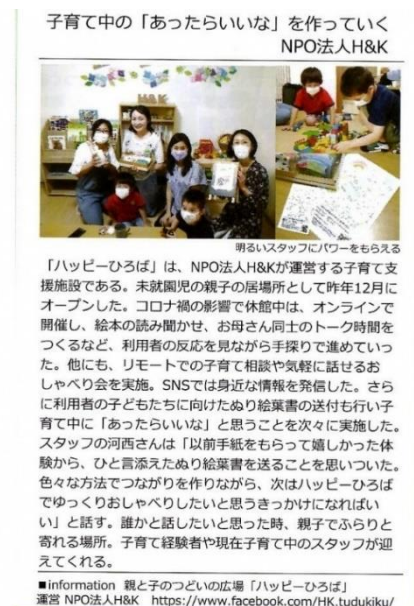 子育て中の「あったらいいな」を作っていく
NPO法人H&K
H&K
明るいスタッフにパワーをもらえる
「ハッピーひろば」は、NPO法人H&Kが運営する子育て支
援施設である。未就園児の親子の居場所として昨年12月に
オープンした。コロナ禍の影響で休館中は、オンラインで
開催し、絵本の読み聞かせ、お母さん同士のトーク時間を
つくるなど、利用者の反応を見ながら手探りで進めていっ
た。他にも、リモートでの子育て相談や気軽に話せるお
しゃべり会を実施。SNSでは身近な情報を発信した。さら
に利用者の子どもたちに向けたぬり絵葉書の送付も行い子
育て中に「あったらいいな」と思うことを次々に実施した。
スタッフの河西さんは「以前手紙をもらって嬉しかった体
験から、ひと言添えたぬり絵葉書を送ることを思いついた。
色々な方法でつながりを作りながら、次はハッピーひろば
でゆっくりおしゃべりしたいと思うきっかけになればい
い」と話す。誰かと話したいと思った時、親子でふらりと
寄れる場所。子育て経験者や現在子育て中のスタッフが迎
えてくれる。
■information 親と子のつどいの広場「ハッピーひろば」
運営 NPO法人H&K https://www.facebook.com/HK.tudukiku/